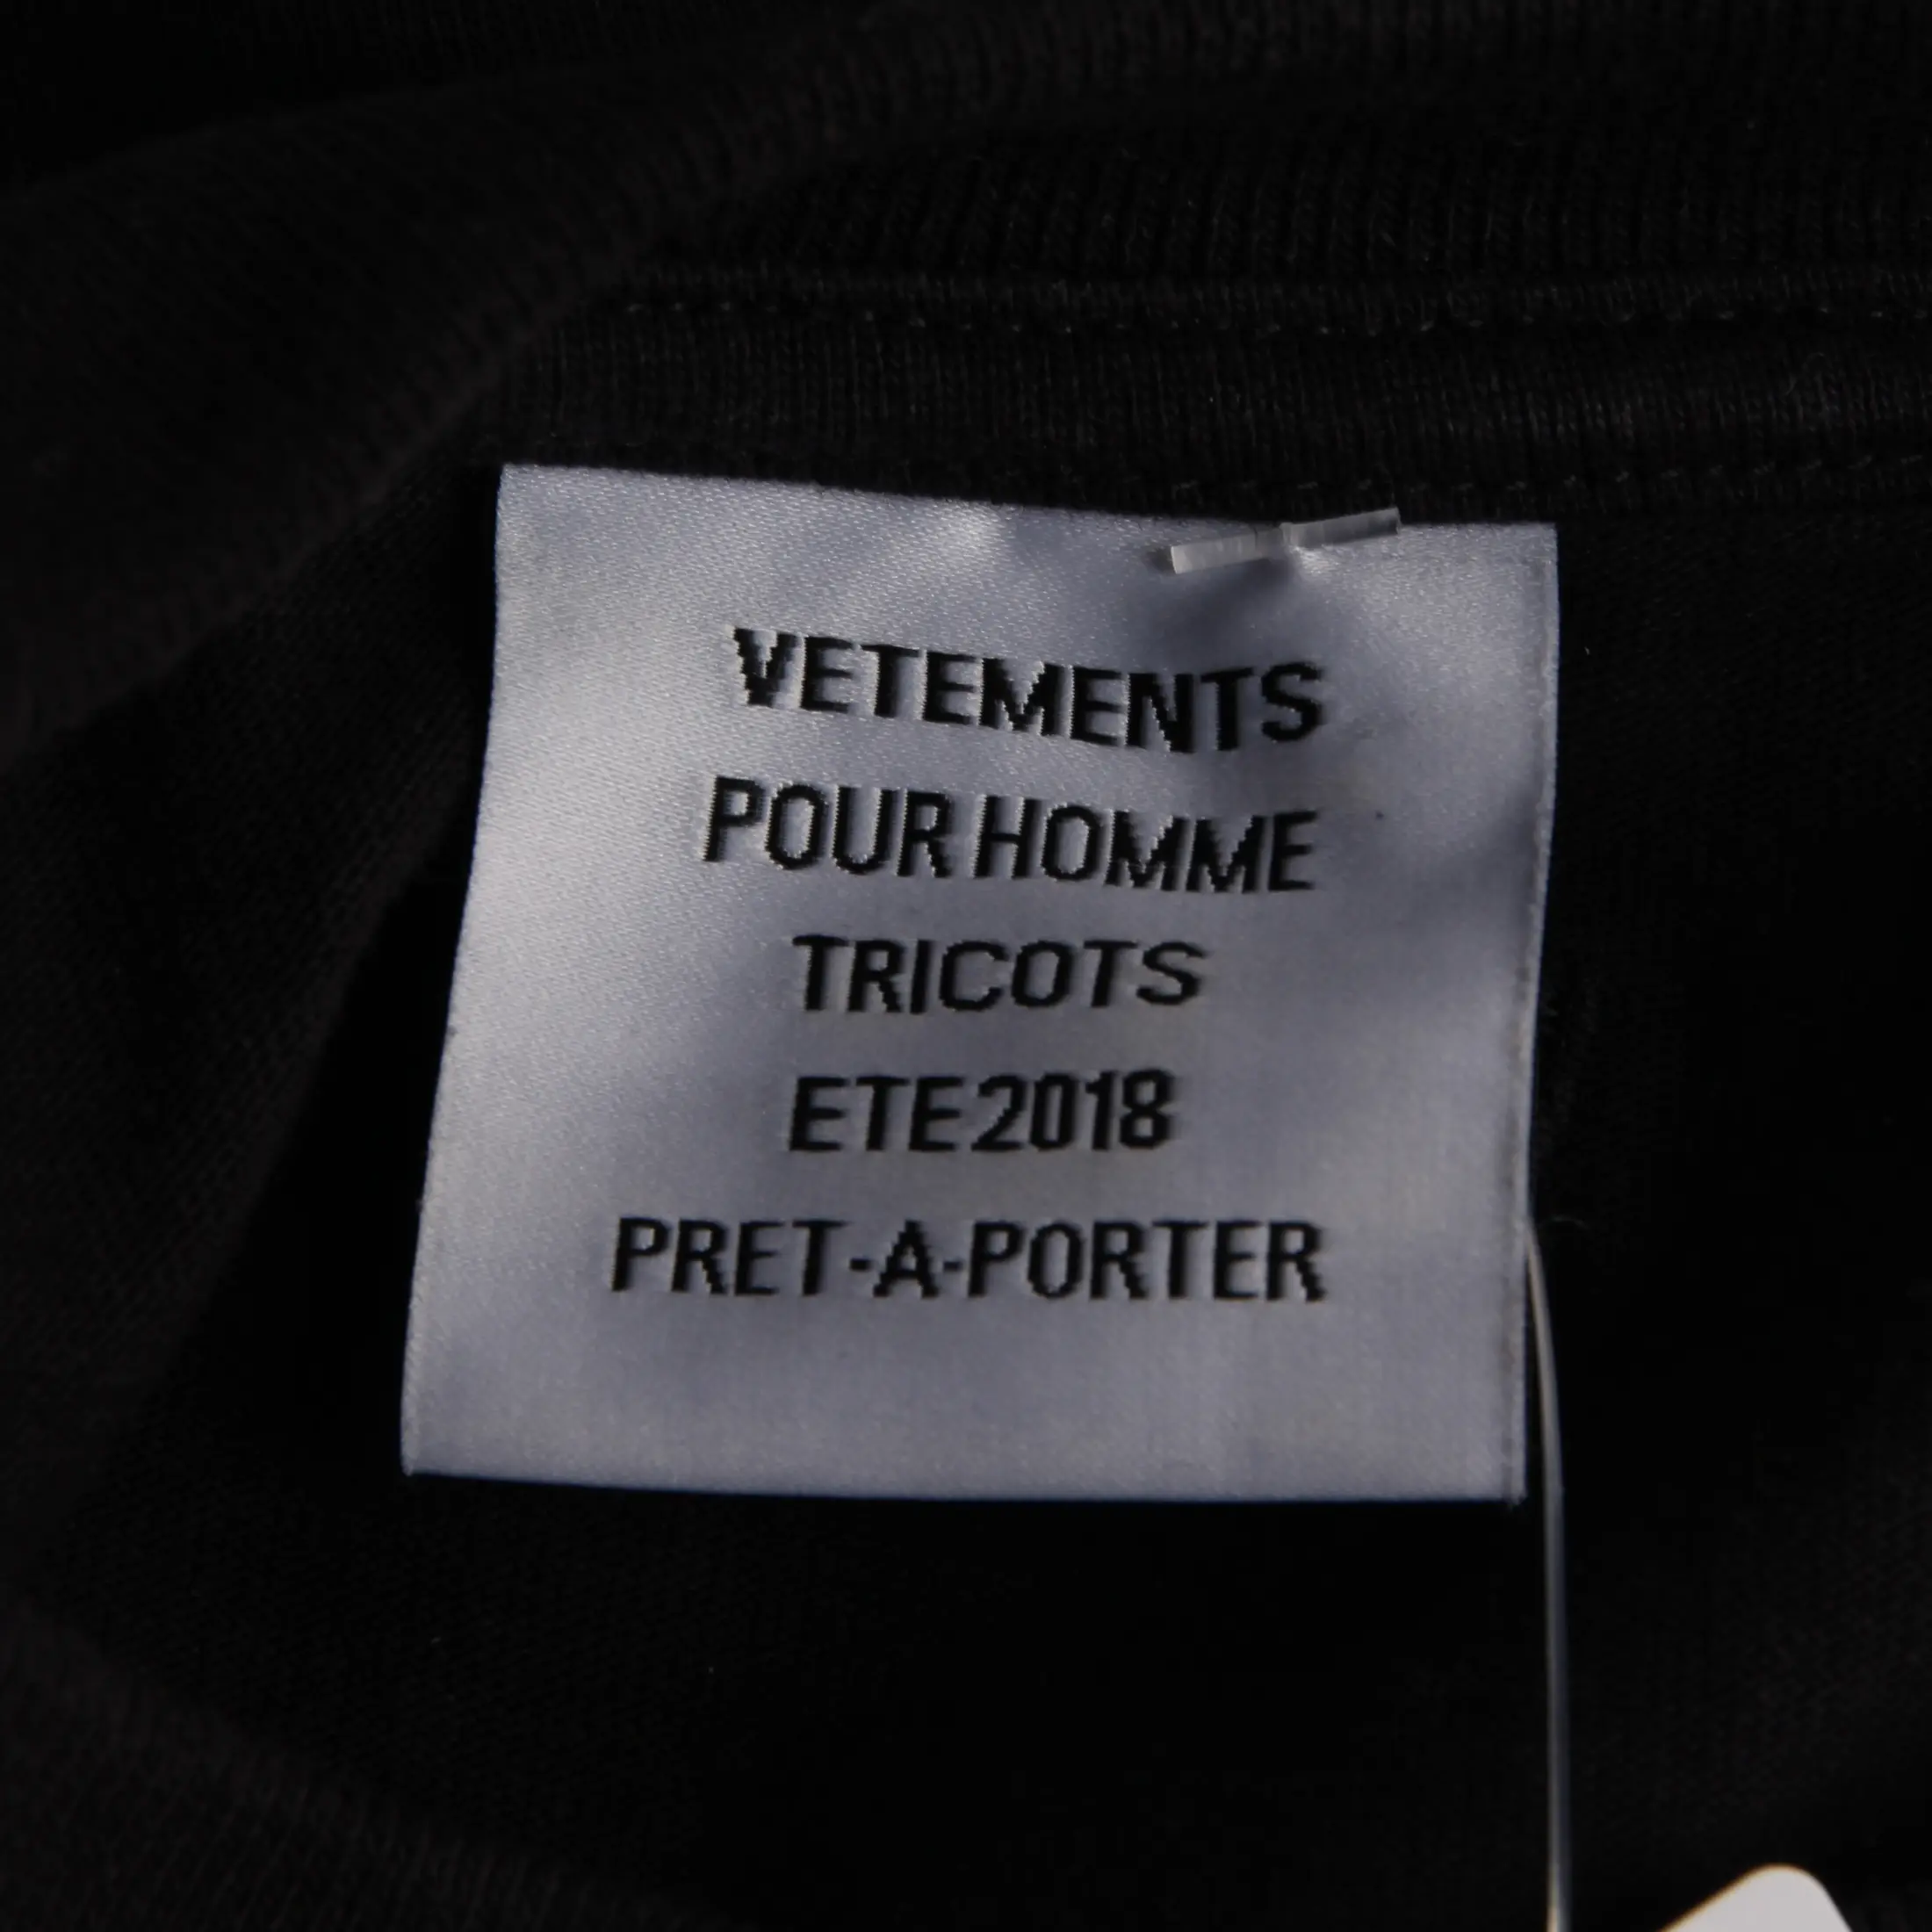 VETEMENTS
POUR HOMME
TRICOTS
ETE 2018
PRET-A-PORTER